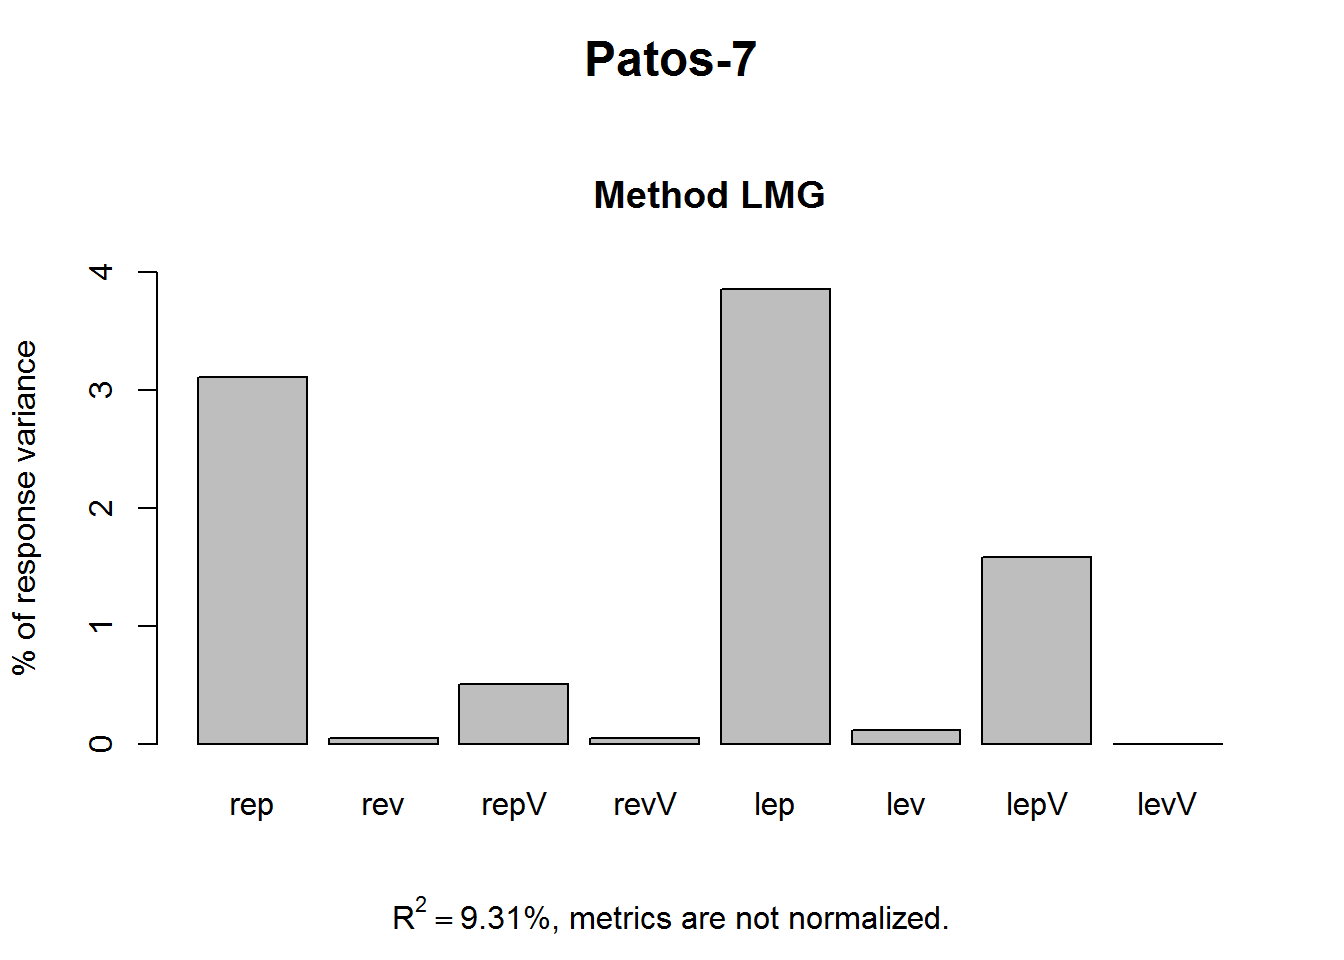 Patos-7
Method LMG
% of response variance
4
3
2
1
0
rep rev repV revV lep lev lepV levV
R² = 9.31%, metrics are not normalized.